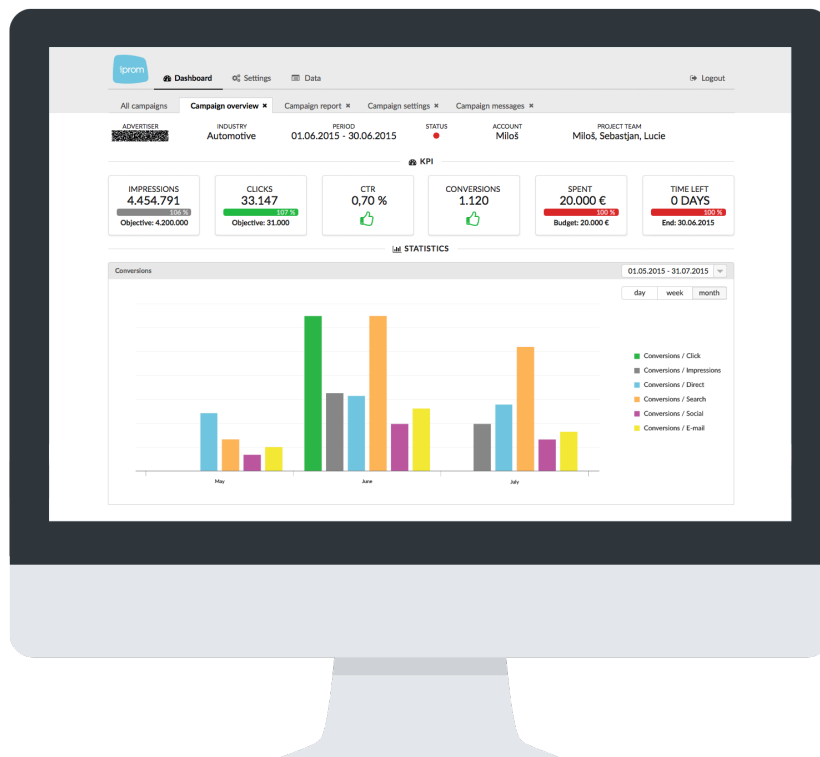 iprom
Dashboard Settings Data Logout
All campaigns Campaign overview × Campaign report × Campaign settings × Campaign messages ×
ADVERTISER INDUSTRY PERIOD STATUS ACCOUNT PROJECT TEAM
Automotive 01.06.2015 - 30.06.2015 Miloš Miloš, Sebastjan, Lucie
KPI
IMPRESSIONS CLICKS CTR CONVERSIONS SPENT TIME LEFT
4.454.791 33.147 0,70 % 1.120 20.000 € 0 DAYS
106 % 107 % 100 % 100 %
Objective: 4.200.000 Objective: 31.000 Budget: 20.000 € End: 30.06.2015
STATISTICS
Conversions 01.05.2015 - 31.07.2015
day week month
Conversions / Click
Conversions / Impressions
Conversions / Direct
Conversions / Search
Conversions / Social
Conversions / E-mail
May June July